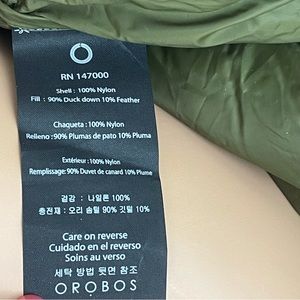 RN 147000
Shell : 100% Nylon
Fill : 90% Duck down 10% Feather
Chaqueta : 100% Nylon
Relleno : 90% Plumas de pato 10% Pluma
Extérieur: 100% Nylon
Remplissage: 90% Duvet de canard 10% Plume
겉감 : 나일론 100%
충전재 : 오리 솜털 90% 깃털 10%
Care on reverse
Cuidado en el reverso
Soins au verso
세탁 방법 뒷면 참조
OROBOS